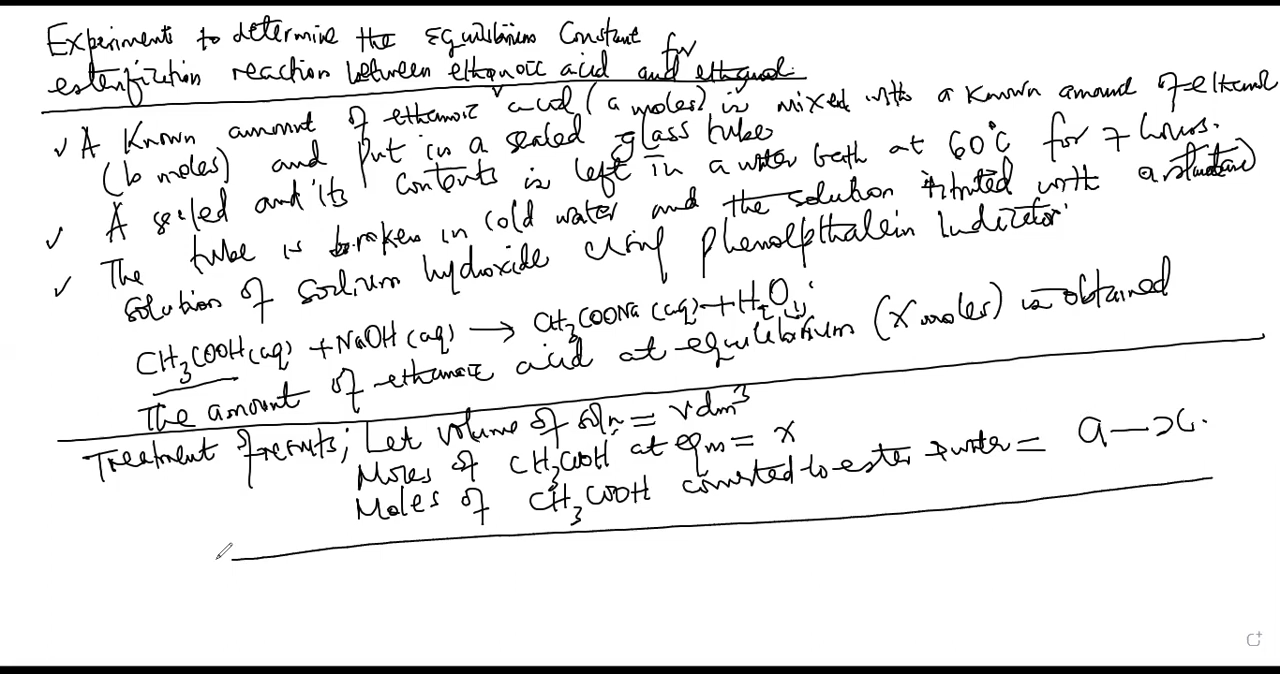 Experiments to determine the Equilibrium Constant for
esterification reaction between ethanoic acid and ethanol
✓ A Known amount of ethanoic acid (a moles) is mixed with a known amount of ethanol
(b moles) and put in a sealed glass tube
✓ A sealed and its contents is left in a water bath at 60°C for 7 hours.
✓ The tube is broken in cold water and the solution titrated with a standard
solution of sodium hydroxide using phenolpthalein Indicator.
CH₃COOH(aq) + NaOH(aq) → CH₃COONa(aq) + H₂O(l);
The amount of ethanoic acid at equilibrium (x moles) is obtained
Treatment of results; Let volume of soln = v dm³
Moles of CH₃COOH at eqm = x
Moles of CH₃COOH converted to ester + water = a — x.